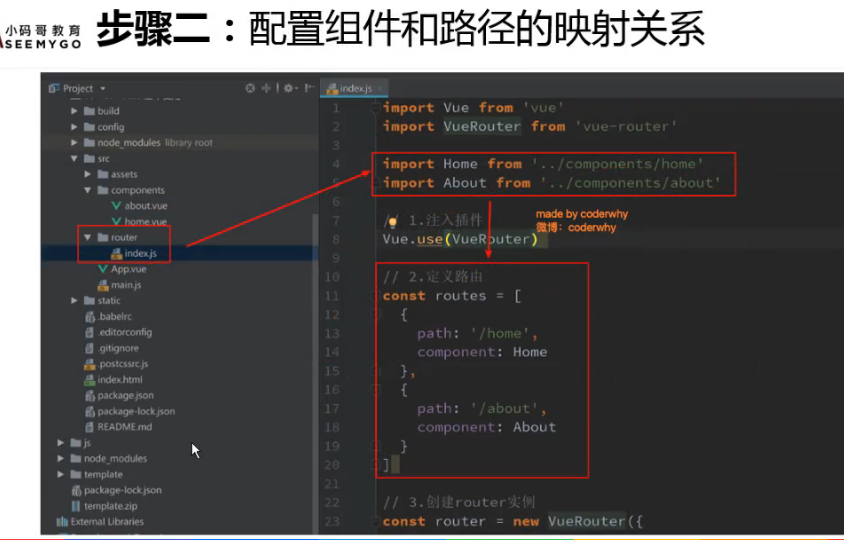 小码哥教育
SEEMYGO
步骤二：配置组件和路径的映射关系
Project
build
config
node_modules library root
src
assets
components
about.vue
home.vue
router
index.js
App.vue
main.js
static
.babelrc
.editorconfig
.gitignore
.postcssrc.js
index.html
package.json
package-lock.json
README.md
js
node_modules
template
package-lock.json
template.zip
External Libraries
index.js
1 import Vue from 'vue'
2 import VueRouter from 'vue-router'
3
4 import Home from '../components/home'
import About from '../components/about'
6
7 // 1.注入插件
8 Vue.use(VueRouter)
9
10 // 2.定义路由
11 const routes = [
12 {
13 path: '/home',
14 component: Home
15 },
16 {
17 path: '/about',
18 component: About
19 }
20 ]
21
22 // 3.创建router实例
23 const router = new VueRouter({
made by coderwhy
微博：coderwhy